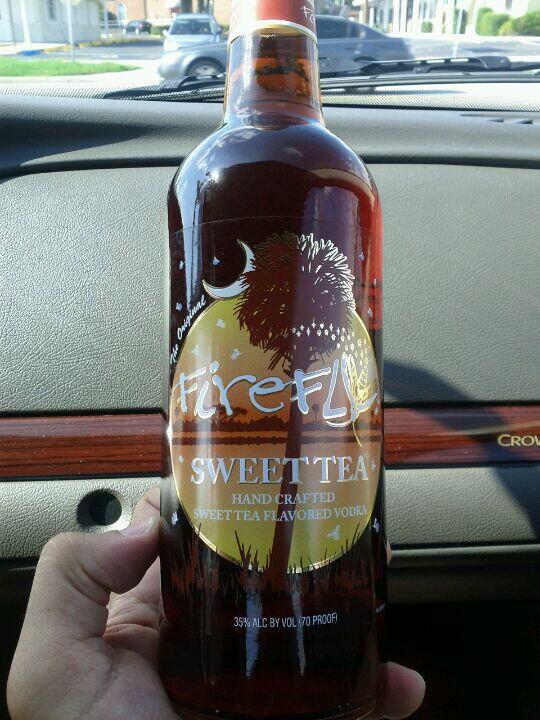 The Original
FireFLY
SWEET TEA
HAND CRAFTED
SWEET TEA FLAVORED VODKA
35% ALC BY VOL (70 PROOF)
CROW